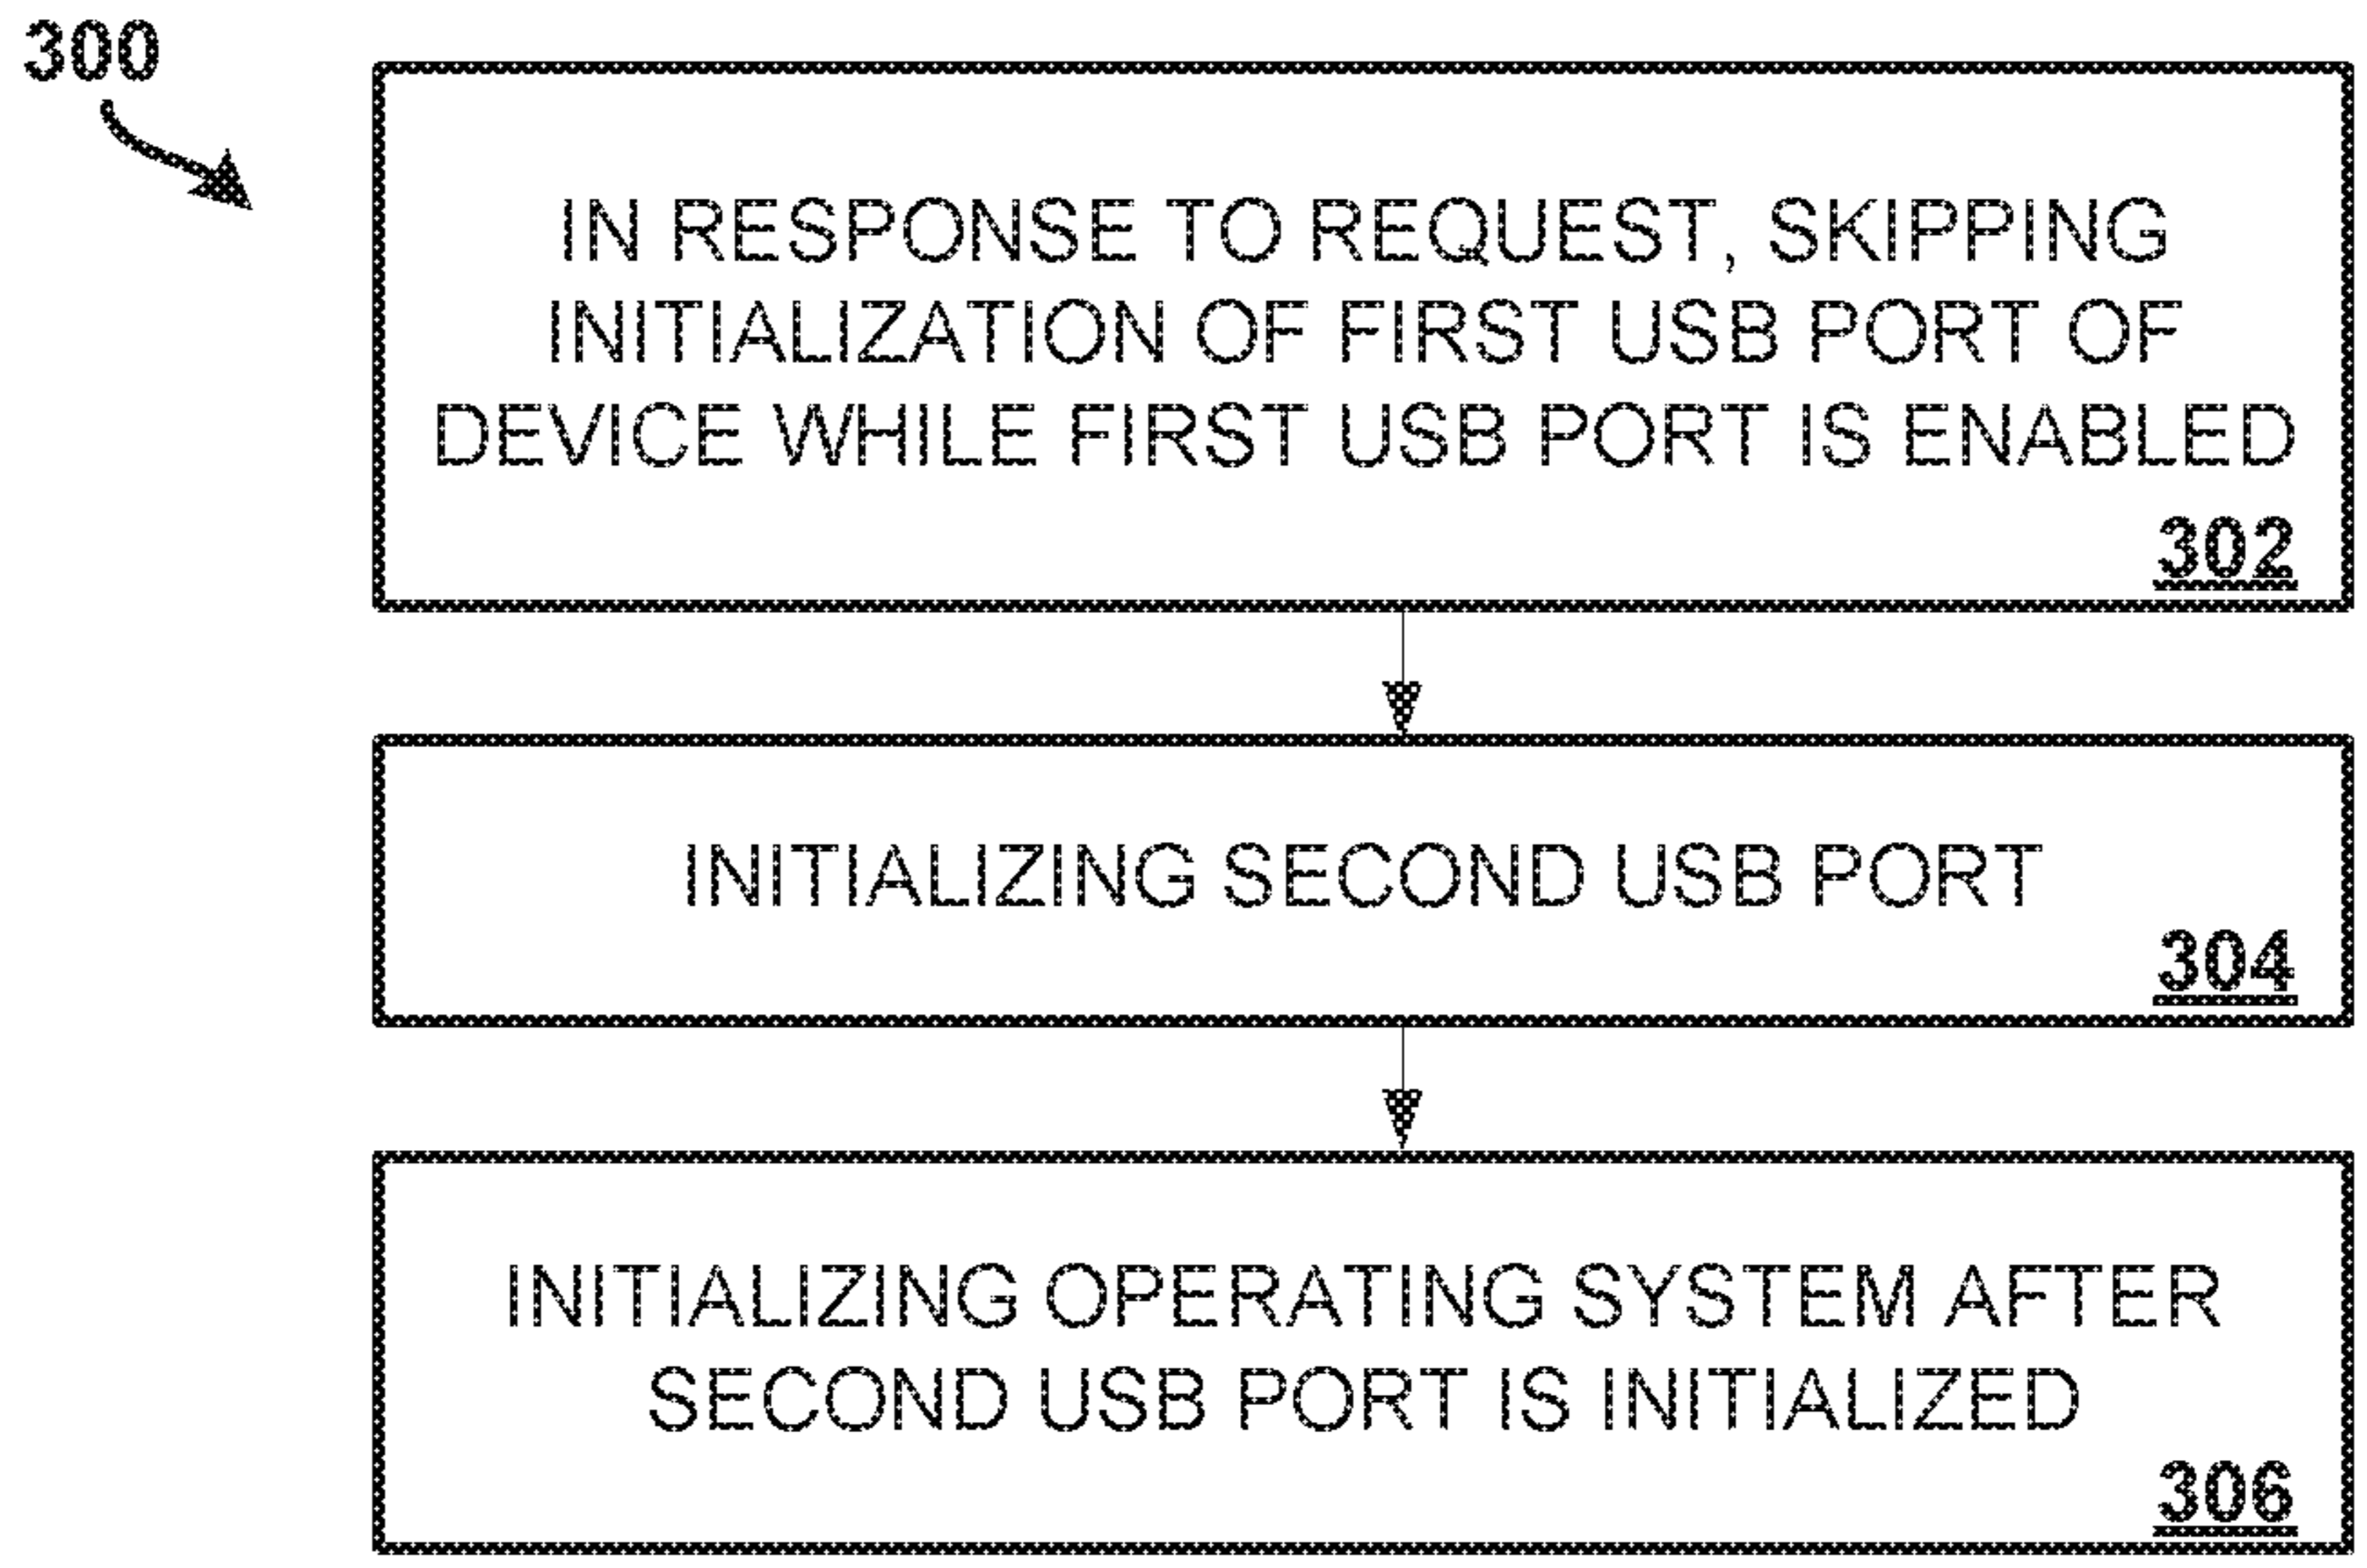 300
IN RESPONSE TO REQUEST, SKIPPING
INITIALIZATION OF FIRST USB PORT OF
DEVICE WHILE FIRST USB PORT IS ENABLED
302
INITIALIZING SECOND USB PORT
304
INITIALIZING OPERATING SYSTEM AFTER
SECOND USB PORT IS INITIALIZED
306